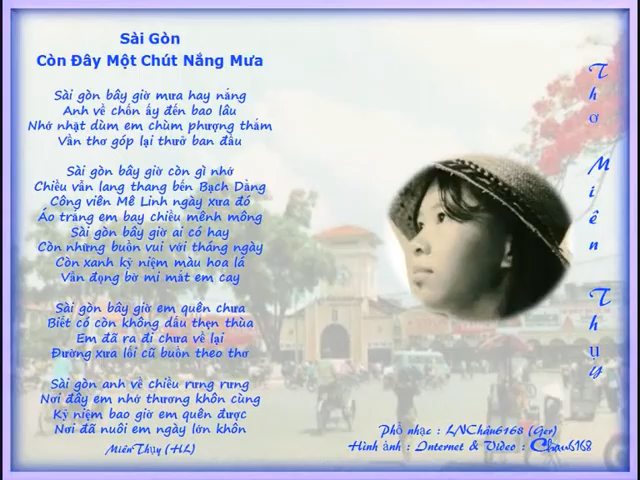 Sài Gòn
Còn Đây Một Chút Nắng Mưa
Sài gòn bây giờ mưa hay nắng
Anh về chốn ấy đến bao lâu
Nhớ nhặt dùm em chùm phượng thắm
Vần thơ góp lại thưở ban đầu
Sài gòn bây giờ còn gì nhớ
Chiều vẫn lang thang bến Bạch Dằng
Công viên Mê Linh ngày xưa đó
Áo trắng em bay chiều mênh mông
Sài gòn bây giờ ai có hay
Còn những buồn vui với tháng ngày
Còn xanh kỷ niệm màu hoa lá
Vẫn đọng bờ mi mắt em cay
Sài gòn bây giờ em quên chưa
Biết có còn không dấu thẹn thùa
Em đã ra đi chưa về lại
Đường xưa lối cũ buồn theo thơ
Sài gòn anh về chiều rưng rưng
Nơi đây em nhớ thương khôn cùng
Kỷ niệm bao giờ em quên được
Nơi đã nuôi em ngày lớn khôn
Miên Thụy (HL)
Thơ Miên Thụy
Phổ nhạc : LNChâu6168 (Ger)
Hình ảnh : Internet & Video : Chau6168